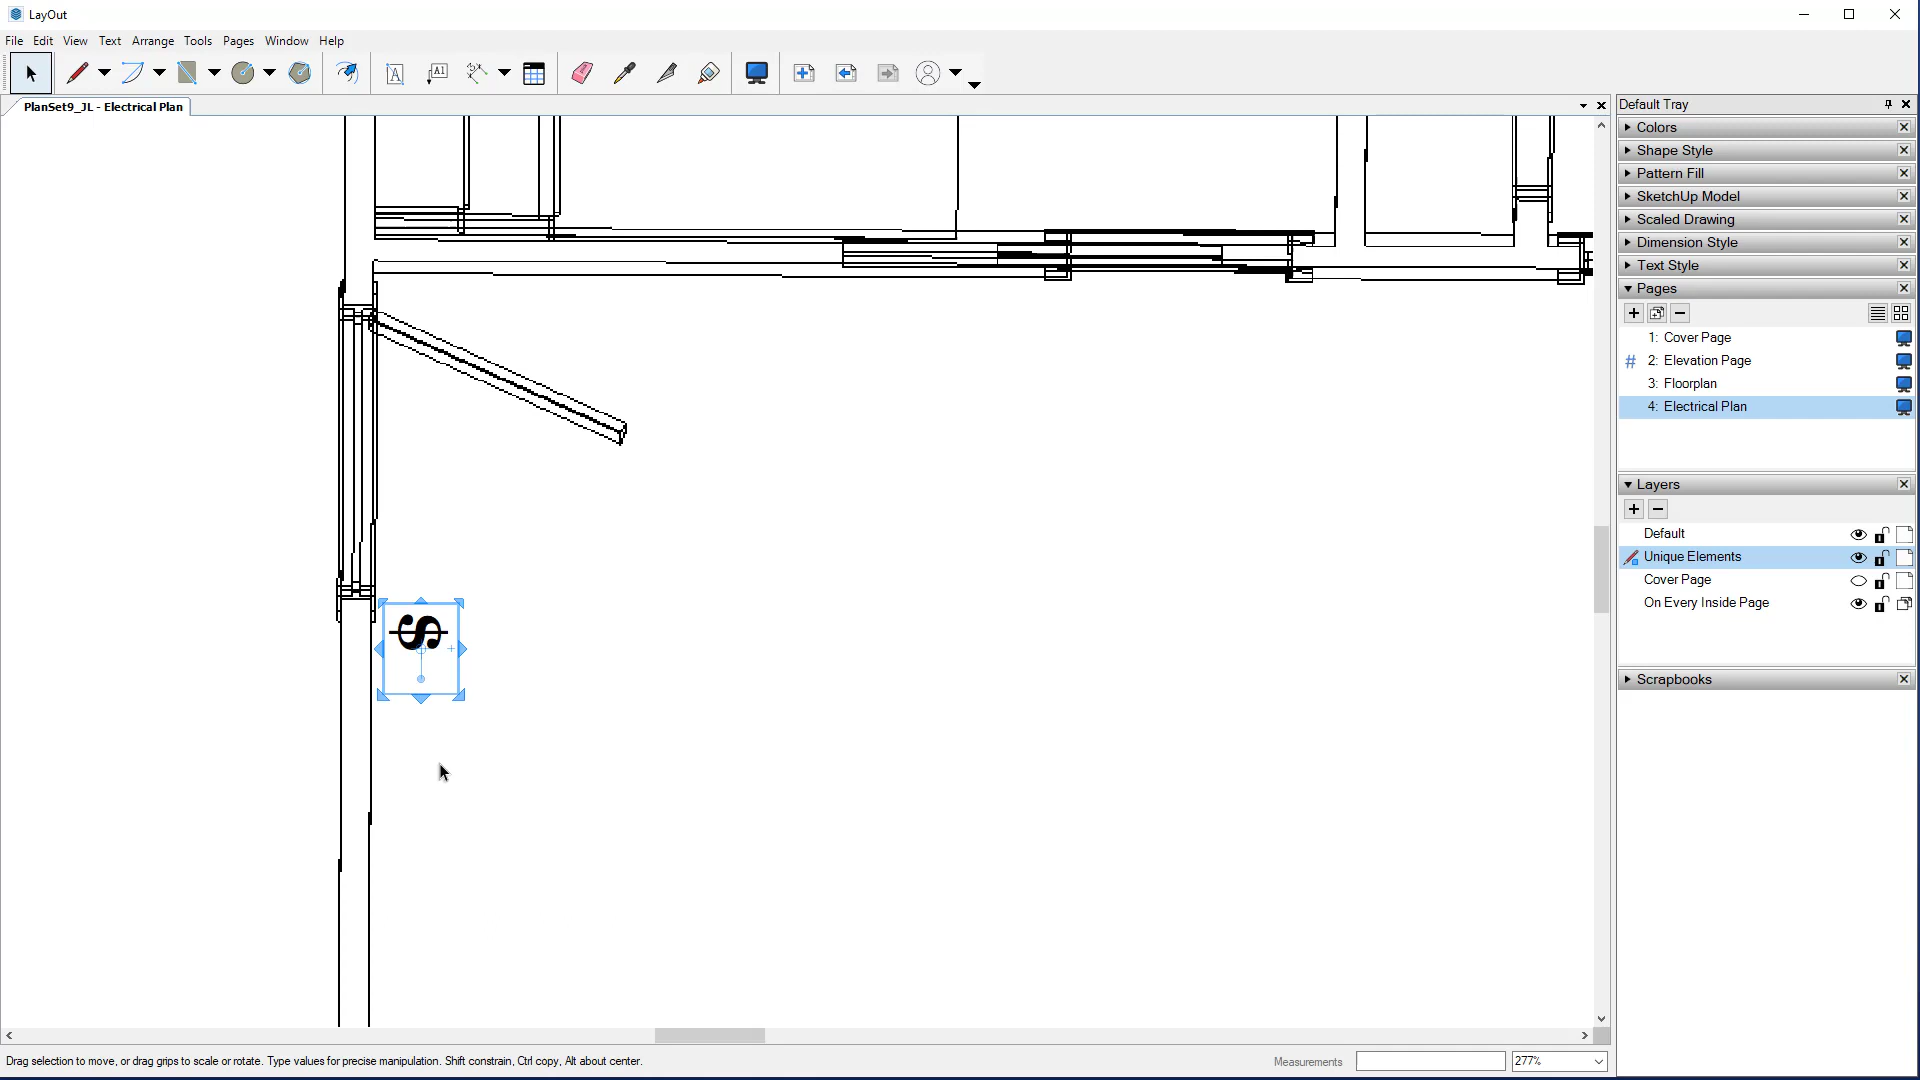 LayOut
File Edit View Text Arrange Tools Pages Window Help
A1
PlanSet9_JL - Electrical Plan
Default Tray
Colors
Shape Style
Pattern Fill
SketchUp Model
Scaled Drawing
Dimension Style
Text Style
Pages
1: Cover Page
# 2: Elevation Page
3: Floorplan
4: Electrical Plan
Layers
Default
Unique Elements
Cover Page
On Every Inside Page
Scrapbooks
$
Drag selection to move, or drag grips to scale or rotate. Type values for precise manipulation. Shift constrain, Ctrl copy, Alt about center.
Measurements
277%